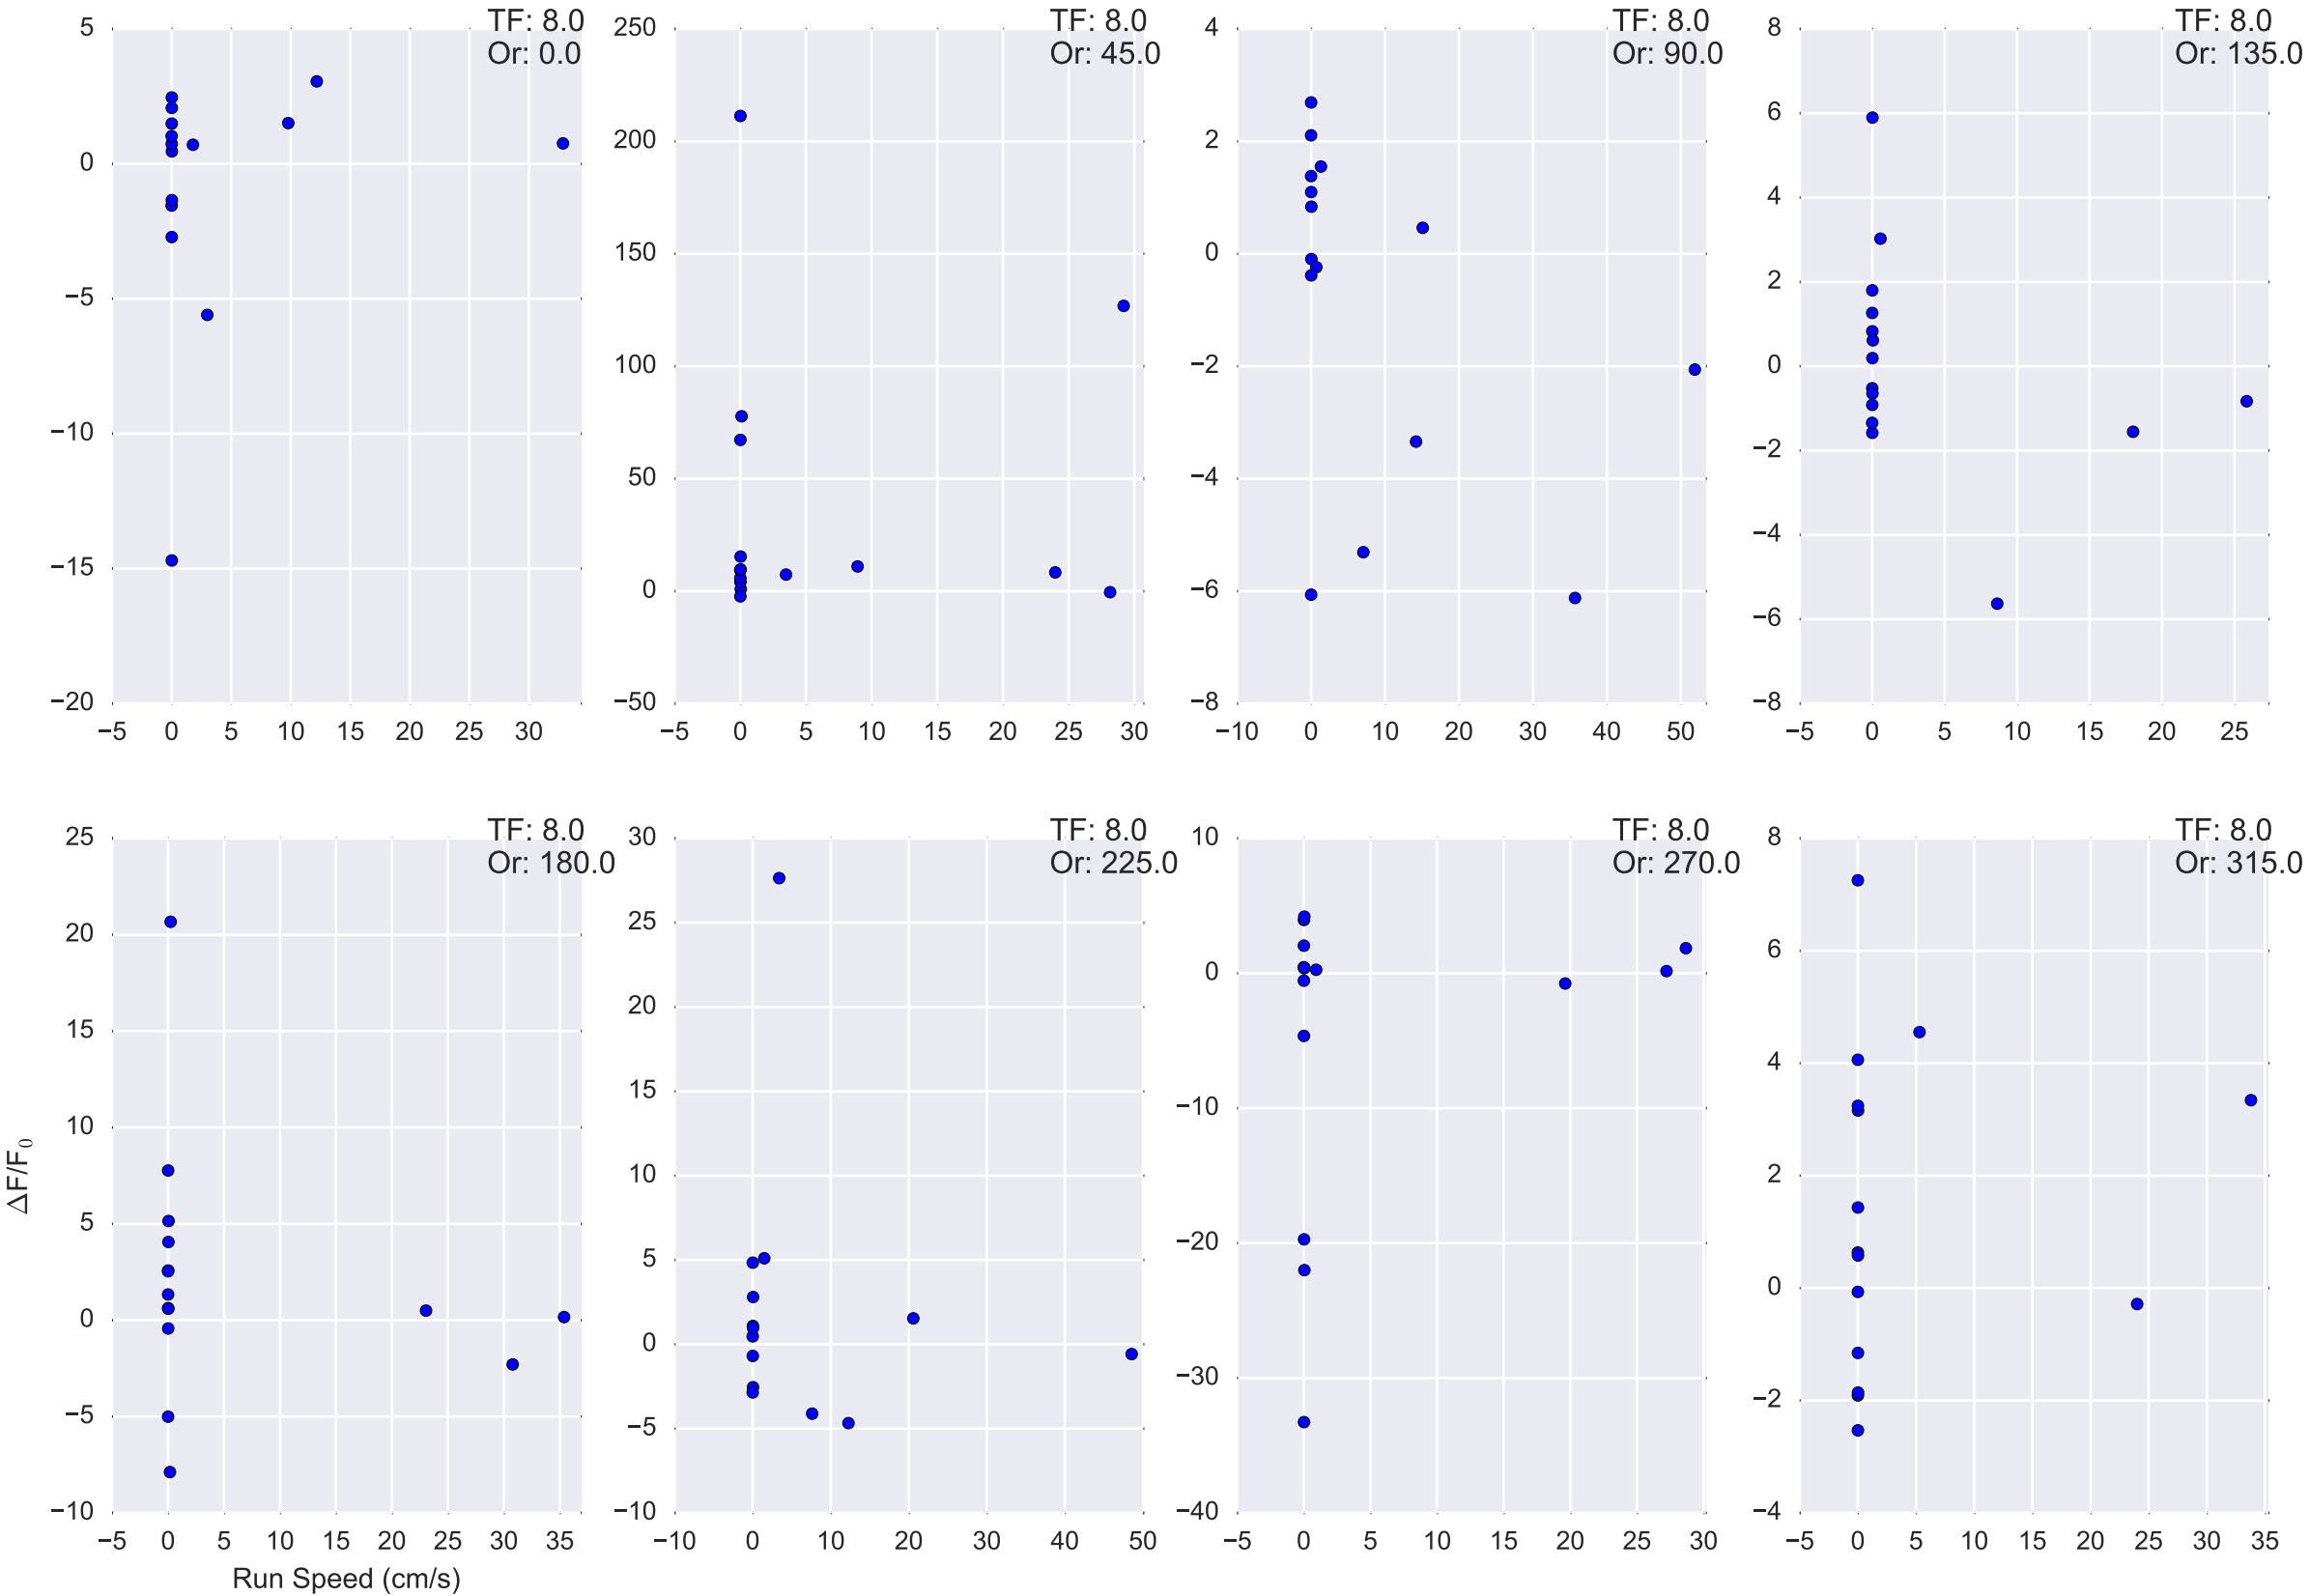 TF: 8.0
Or: 0.0
5
0
−5
−10
−15
−20
−5 0 5 10 15 20 25 30
TF: 8.0
Or: 45.0
250
200
150
100
50
0
−50
−5 0 5 10 15 20 25 30
TF: 8.0
Or: 90.0
4
2
0
−2
−4
−6
−8
−10 0 10 20 30 40 50
TF: 8.0
Or: 135.0
8
6
4
2
0
−2
−4
−6
−8
−5 0 5 10 15 20 25
TF: 8.0
Or: 180.0
25
20
15
10
5
0
−5
−10
−5 0 5 10 15 20 25 30 35
ΔF/F₀
Run Speed (cm/s)
TF: 8.0
Or: 225.0
30
25
20
15
10
5
0
−5
−10
−10 0 10 20 30 40 50
TF: 8.0
Or: 270.0
10
0
−10
−20
−30
−40
−5 0 5 10 15 20 25 30
TF: 8.0
Or: 315.0
8
6
4
2
0
−2
−4
−5 0 5 10 15 20 25 30 35